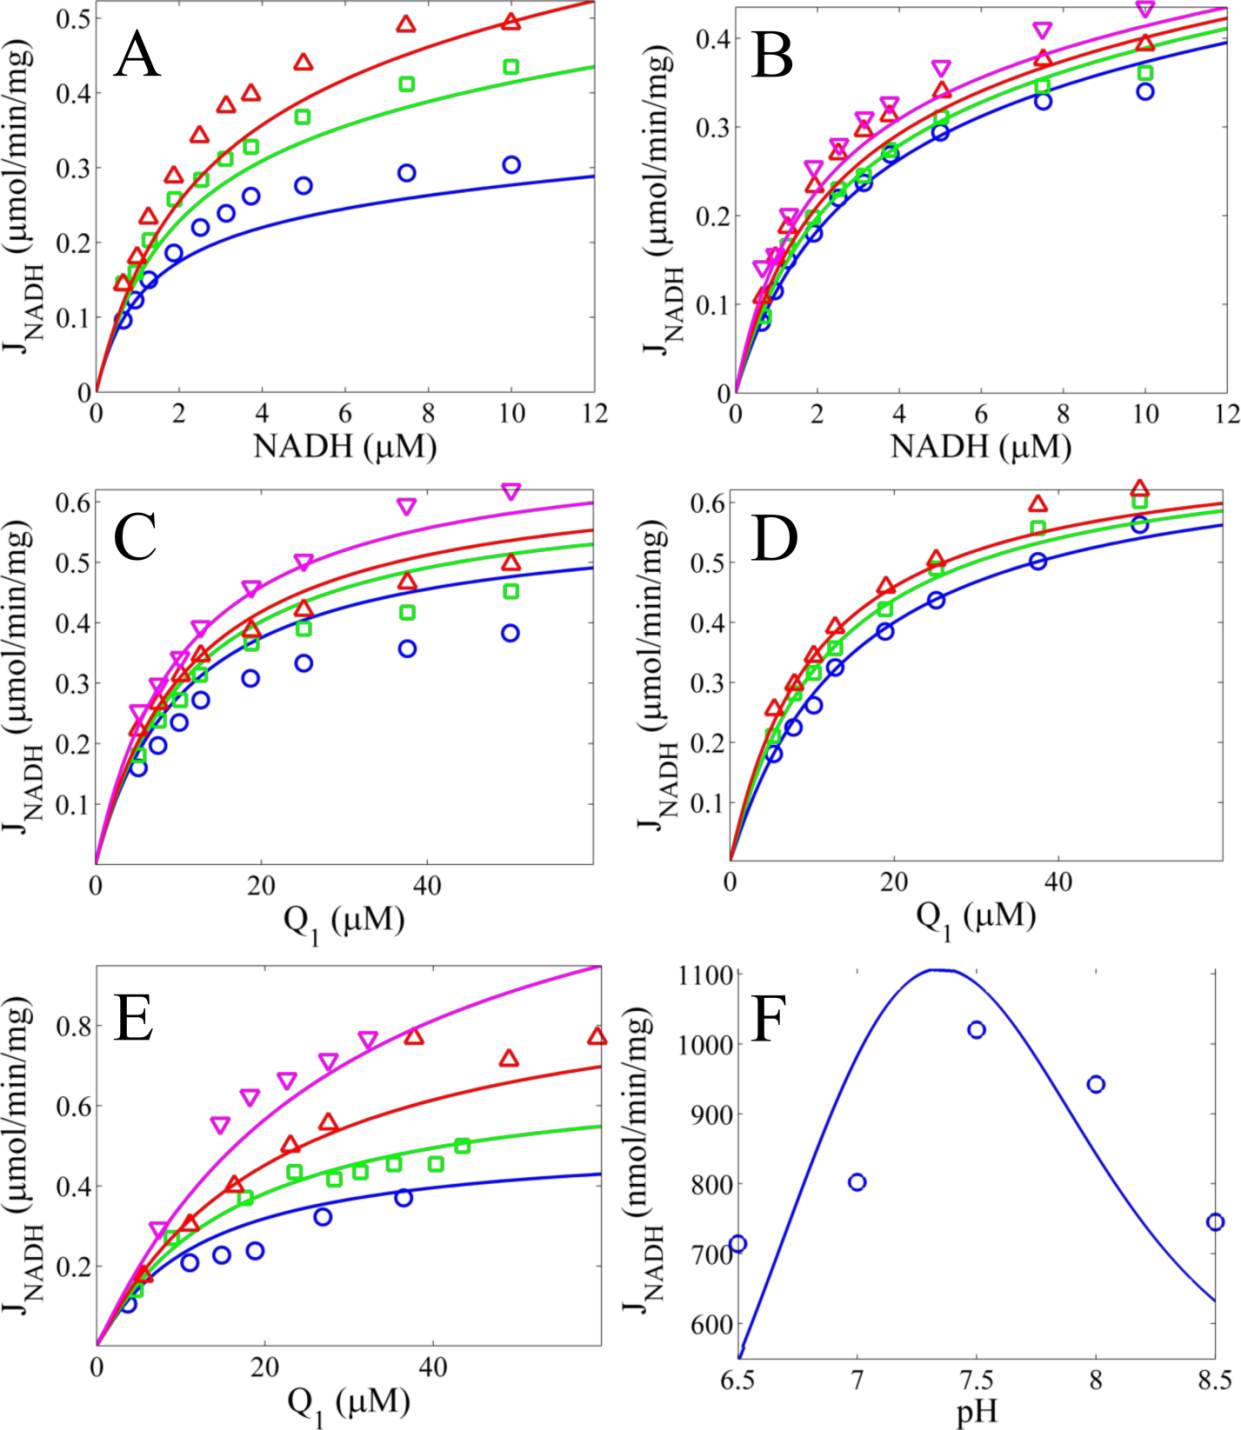 A
J_NADH (μmol/min/mg)
0.5
0.4
0.3
0.2
0.1
0
0 2 4 6 8 10 12
NADH (μM)
B
J_NADH (μmol/min/mg)
0.4
0.3
0.2
0.1
0
0 2 4 6 8 10 12
NADH (μM)
C
J_NADH (μmol/min/mg)
0.6
0.5
0.4
0.3
0.2
0.1
0 20 40
Q_1 (μM)
D
J_NADH (μmol/min/mg)
0.6
0.5
0.4
0.3
0.2
0.1
0 20 40
Q_1 (μM)
E
J_NADH (μmol/min/mg)
0.8
0.6
0.4
0.2
0 20 40
Q_1 (μM)
F
J_NADH (nmol/min/mg)
1100
1000
900
800
700
600
6.5 7 7.5 8 8.5
pH